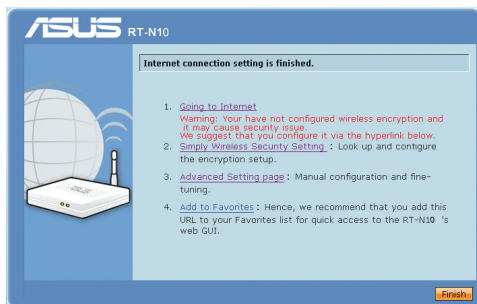 ASUS RT-N10
Internet connection setting is finished.
1. Going to Internet
Warning: Your have not configured wireless encryption and
it may cause security issue.
We suggest that you configure it via the hyperlink below.
2. Simply Wireless Security Setting : Look up and configure
the encryption setup.
3. Advanced Setting page : Manual configuration and fine-
tuning.
4. Add to Favorites : Hence, we recommend that you add this
URL to your Favorites list for quick access to the RT-N10 's
web GUI.
Finish